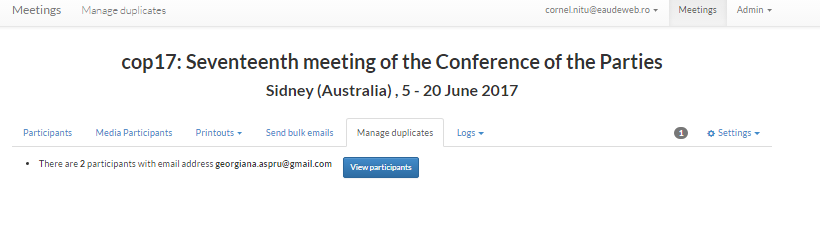 Meetings Manage duplicates cornel.nitu@eaudeweb.ro Meetings Admin
cop17: Seventeenth meeting of the Conference of the Parties
Sidney (Australia) , 5 - 20 June 2017
Participants Media Participants Printouts Send bulk emails Manage duplicates Logs 1 Settings
There are 2 participants with email address georgiana.aspru@gmail.com View participants